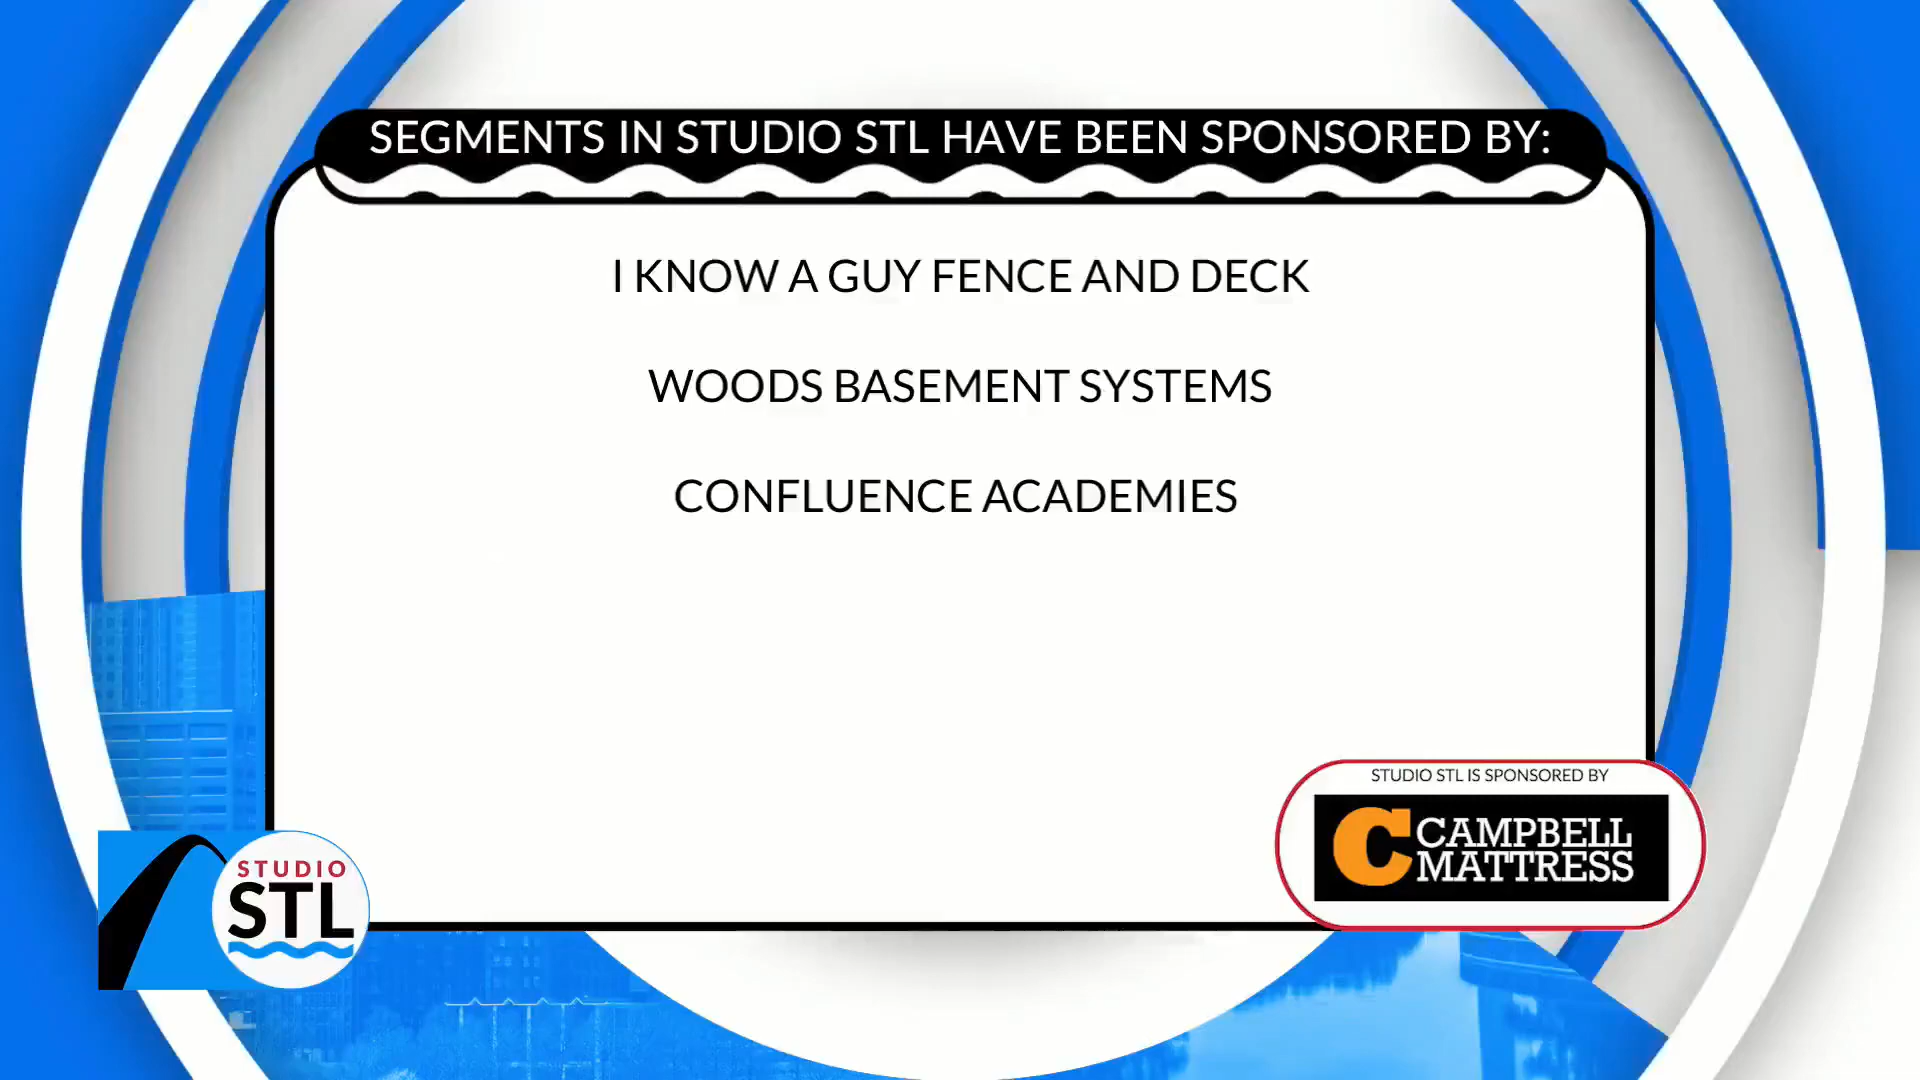 SEGMENTS IN STUDIO STL HAVE BEEN SPONSORED BY:
I KNOW A GUY FENCE AND DECK
WOODS BASEMENT SYSTEMS
CONFLUENCE ACADEMIES
STUDIO STL IS SPONSORED BY
C CAMPBELL
MATTRESS
STUDIO
STL